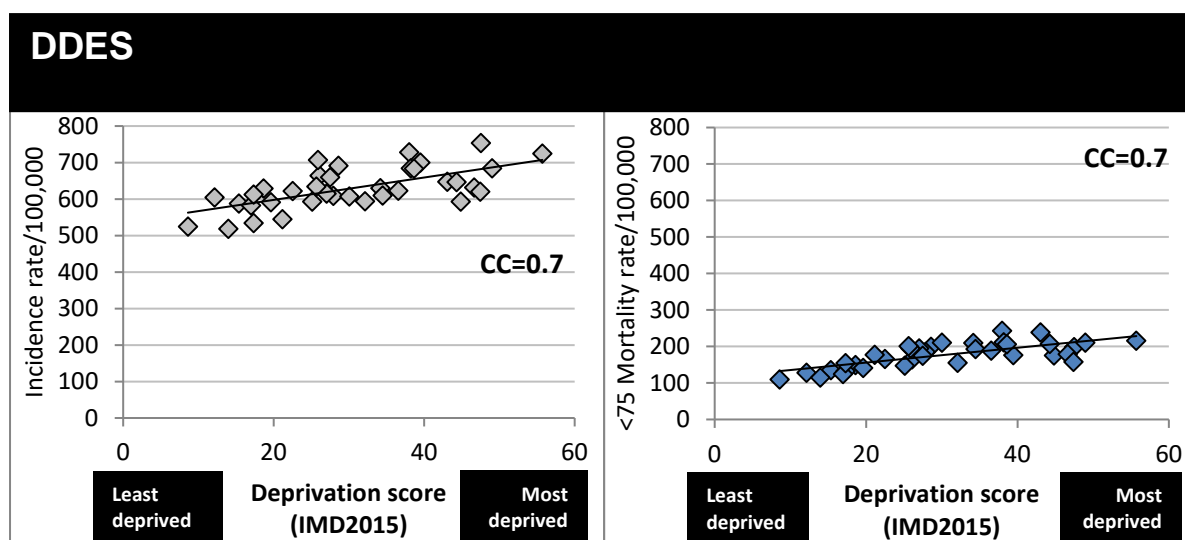 DDES
Incidence rate/100,000
800
700
600
500
400
300
200
100
0
CC=0.7
0 20 40 60
Least
deprived
Deprivation score
(IMD2015)
Most
deprived
<75 Mortality rate/100,000
800
700
600
500
400
300
200
100
0
CC=0.7
0 20 40 60
Least
deprived
Deprivation score
(IMD2015)
Most
deprived